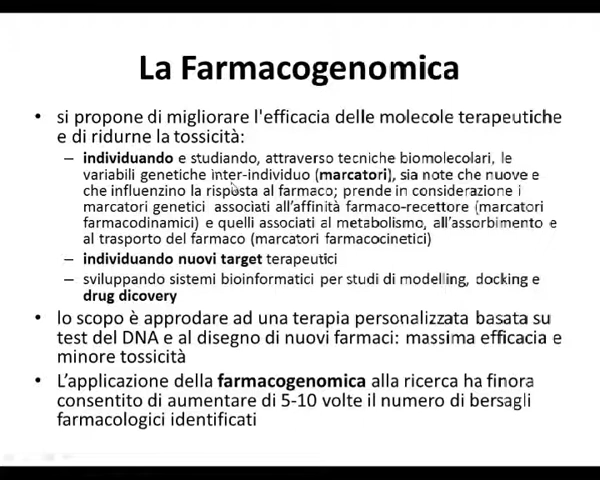 La Farmacogenomica
• si propone di migliorare l'efficacia delle molecole terapeutiche
e di ridurne la tossicità:
– individuando e studiando, attraverso tecniche biomolecolari, le
variabili genetiche inter-individuo (marcatori), sia note che nuove e
che influenzino la risposta al farmaco; prende in considerazione i
marcatori genetici associati all'affinità farmaco-recettore (marcatori
farmacodinamici) e quelli associati al metabolismo, all'assorbimento e
al trasporto del farmaco (marcatori farmacocinetici)
– individuando nuovi target terapeutici
– sviluppando sistemi bioinformatici per studi di modelling, docking e
drug dicovery
• lo scopo è approdare ad una terapia personalizzata basata su
test del DNA e al disegno di nuovi farmaci: massima efficacia e
minore tossicità
• L'applicazione della farmacogenomica alla ricerca ha finora
consentito di aumentare di 5-10 volte il numero di bersagli
farmacologici identificati